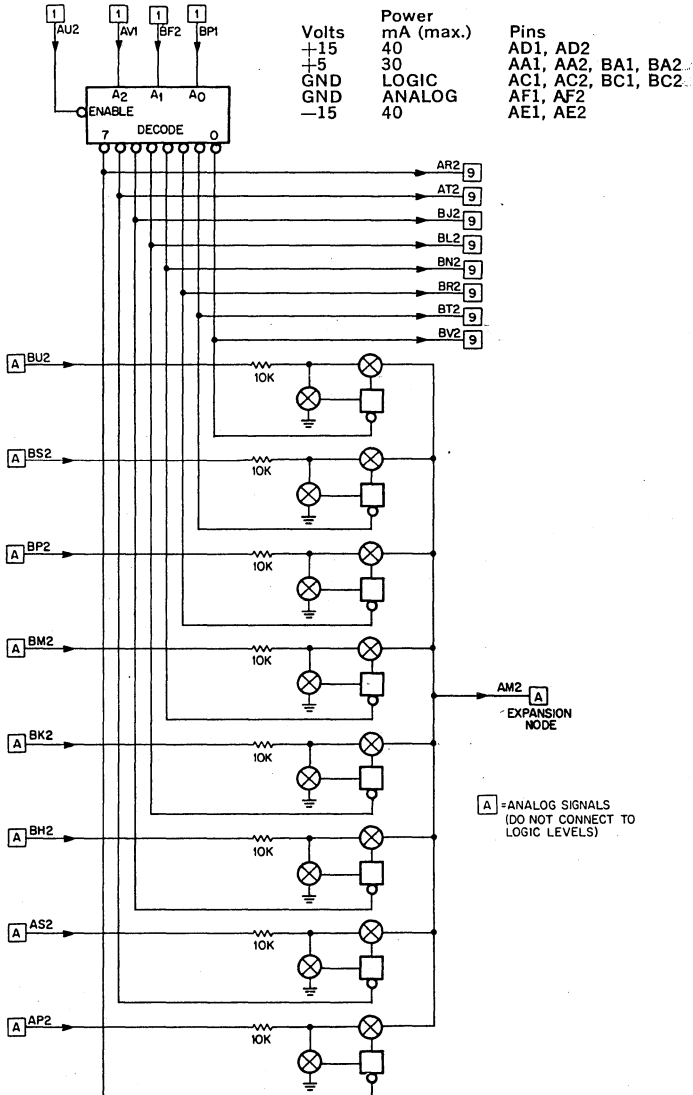 1 1 1 1
AU2 AV1 BF2 BP1
Power
Volts mA (max.) Pins
+15 40 AD1, AD2
+5 30 AA1, AA2, BA1, BA2
GND LOGIC AC1, AC2, BC1, BC2
GND ANALOG AF1, AF2
−15 40 AE1, AE2
A2 A1 A0
ENABLE
DECODE
7 0
AR2 9
AT2 9
BJ2 9
BL2 9
BN2 9
BR2 9
BT2 9
BV2 9
A BU2
10K
A BS2
10K
A BP2
10K
A BM2
10K
AM2 A
EXPANSION
NODE
A BK2
10K
A =ANALOG SIGNALS
(DO NOT CONNECT TO
LOGIC LEVELS)
A BH2
10K
A AS2
10K
A AP2
10K